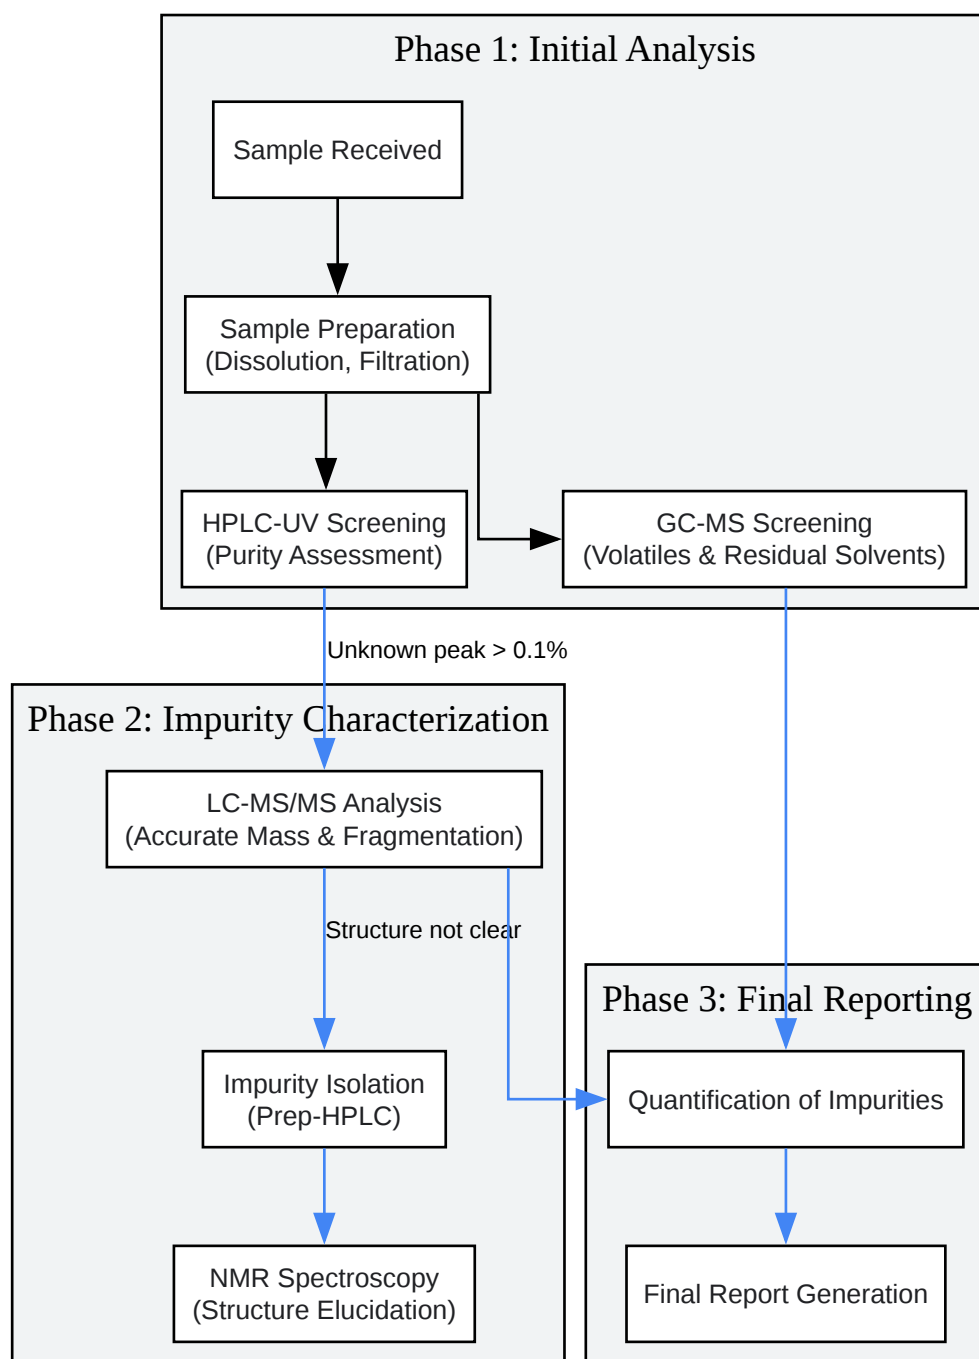 Phase 1: Initial Analysis
Sample Received
Sample Preparation
(Dissolution, Filtration)
HPLC-UV Screening
(Purity Assessment)
GC-MS Screening
(Volatiles & Residual Solvents)
Unknown peak > 0.1%
Phase 2: Impurity Characterization
LC-MS/MS Analysis
(Accurate Mass & Fragmentation)
Structure not clear
Impurity Isolation
(Prep-HPLC)
NMR Spectroscopy
(Structure Elucidation)
Phase 3: Final Reporting
Quantification of Impurities
Final Report Generation